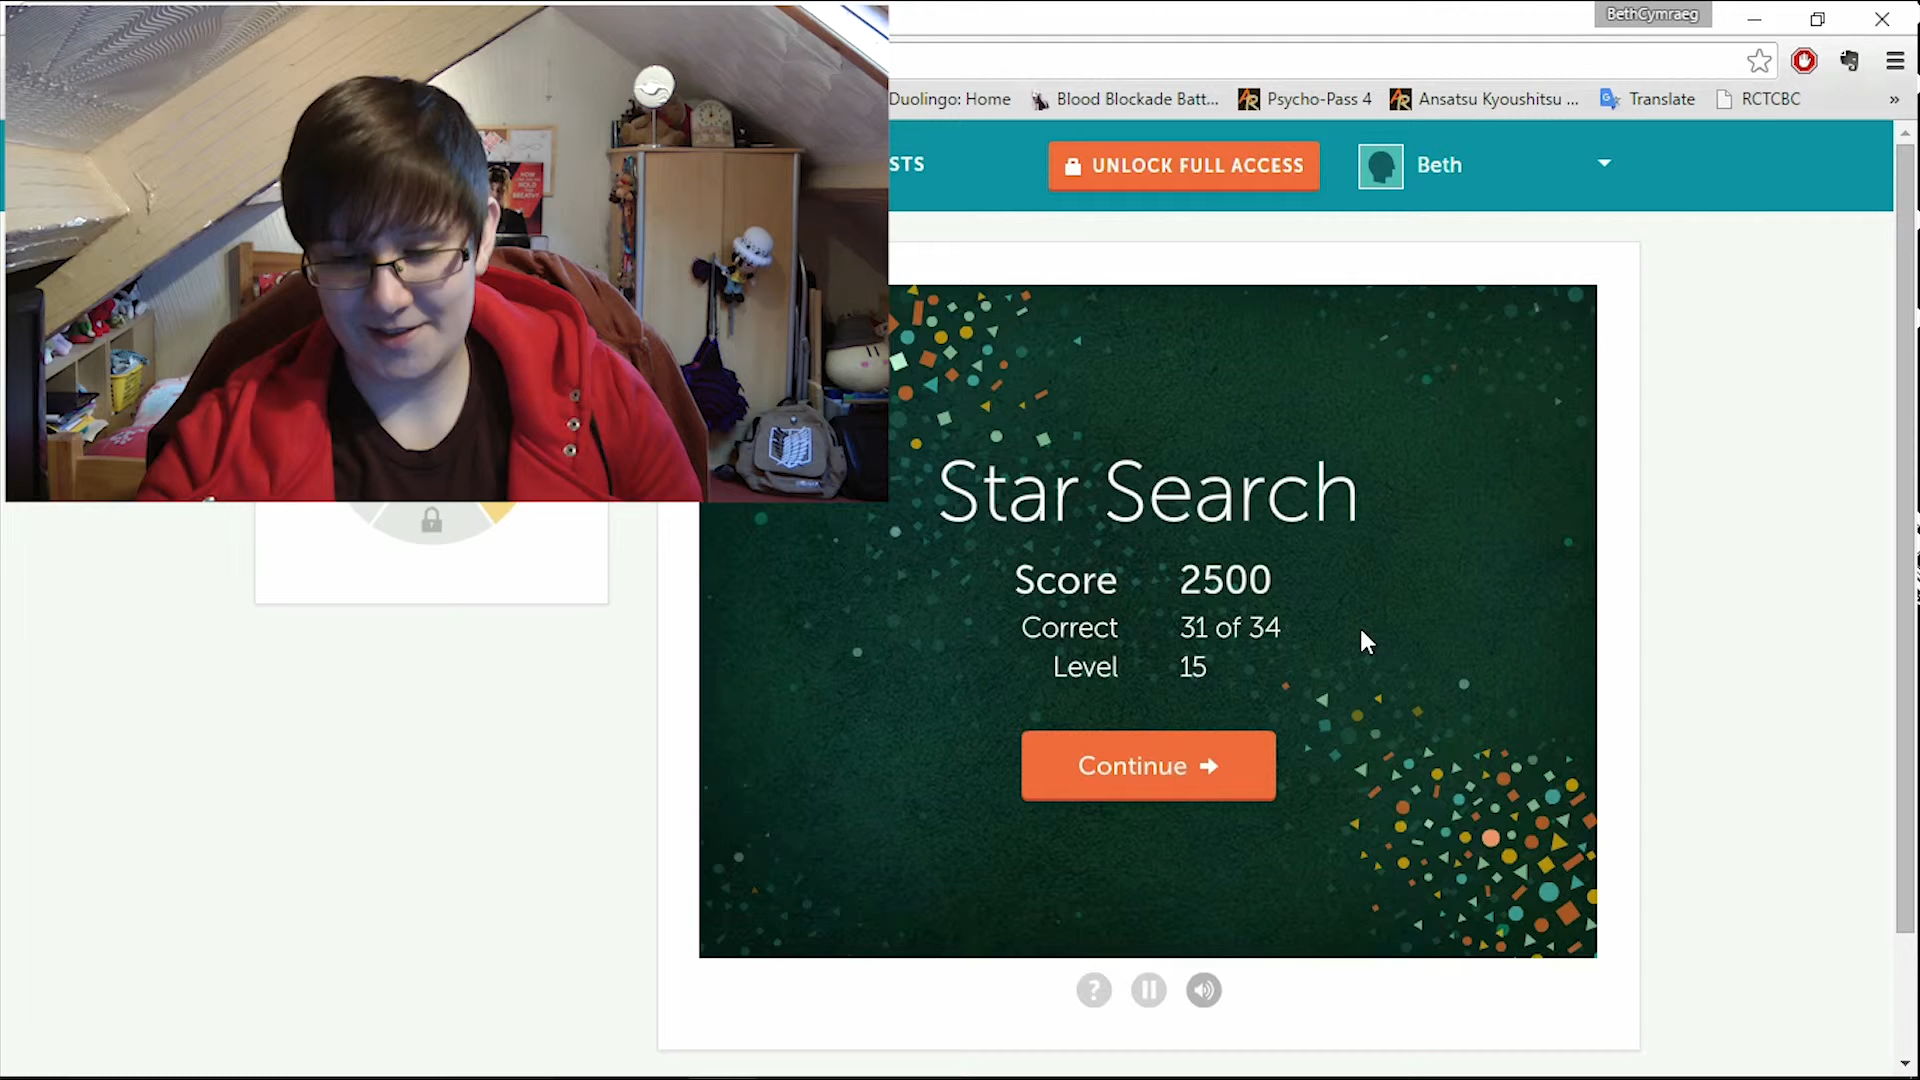 BethCymraeg
Duolingo: Home
Blood Blockade Batt...
Psycho-Pass 4
Ansatsu Kyoushitsu ...
Translate
RCTCBC
»
STS
UNLOCK FULL ACCESS
Beth
Star Search
Score 2500
Correct 31 of 34
Level 15
Continue
?